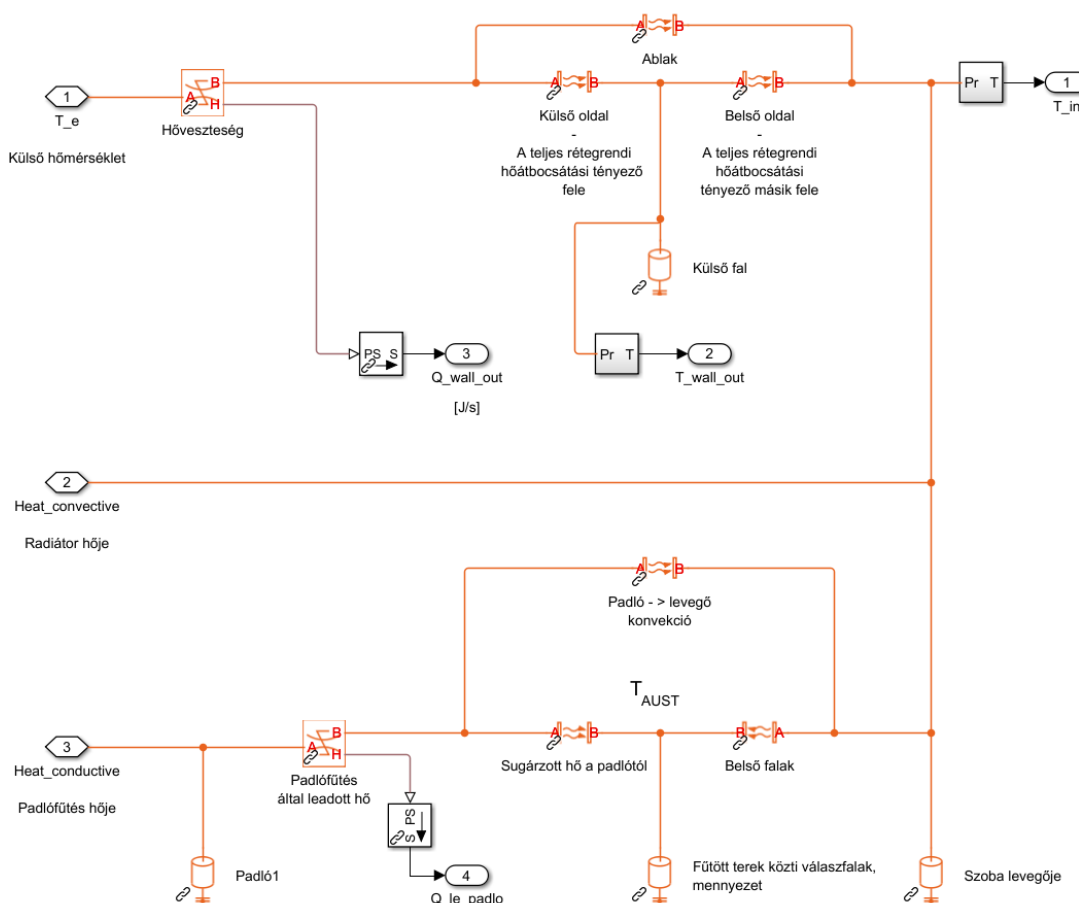 A B
Ablak
1
T_e
Külső hőmérséklet
A B H
Hőveszteség
A B
Külső oldal
-
A teljes rétegrendi
hőátbocsátási tényező
fele
A B
Belső oldal
-
A teljes rétegrendi
hőátbocsátási
tényező másik fele
Pr T
1
T_in
Külső fal
PS S
3
Q_wall_out
[J/s]
Pr T
2
T_wall_out
2
Heat_convective
Radiátor hője
A B
Padló - > levegő
konvekció
T AUST
3
Heat_conductive
Padlófűtés hője
A B H
Padlófűtés
által leadott hő
A B
Sugárzott hő a padlótól
B A
Belső falak
S PS
Padló1
4
Q_le_padlo
Fűtött terek közti válaszfalak,
mennyezet
Szoba levegője